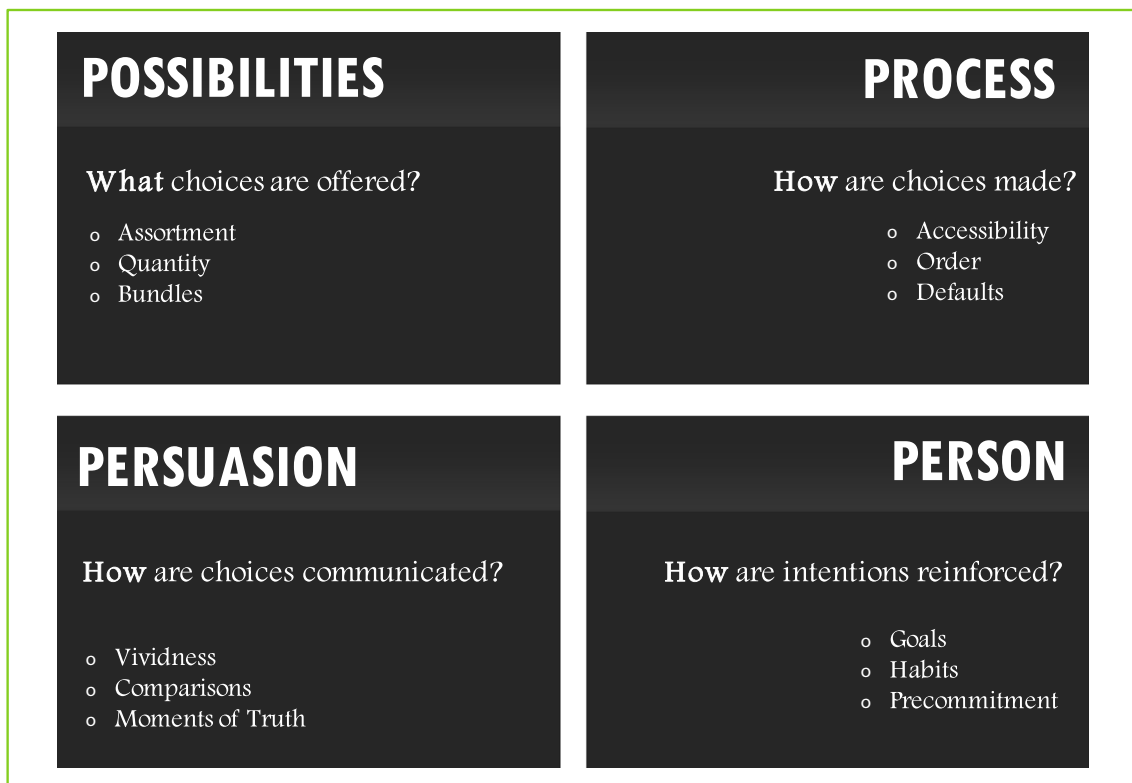 POSSIBILITIES
What choices are offered?
o Assortment
o Quantity
o Bundles
PROCESS
How are choices made?
o Accessibility
o Order
o Defaults
PERSUASION
How are choices communicated?
o Vividness
o Comparisons
o Moments of Truth
PERSON
How are intentions reinforced?
o Goals
o Habits
o Precommitment